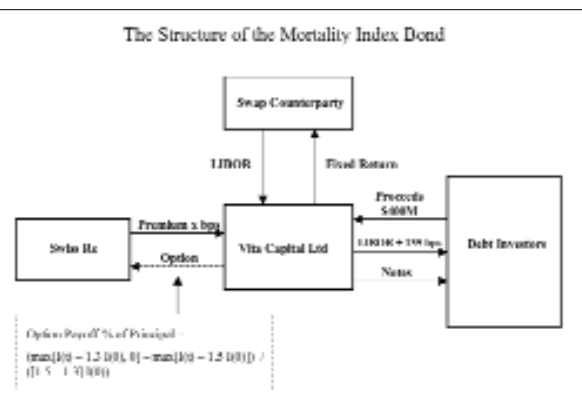 The Structure of the Mortality Index Bond
Swap Counterparty
LIBOR
Fixed Return
Proceeds
$400M
Swiss Re
Premium x bps
Option
Vita Capital Ltd
LIBOR + bps
Notes
Debt Investors
Option Payoff % of Principal =